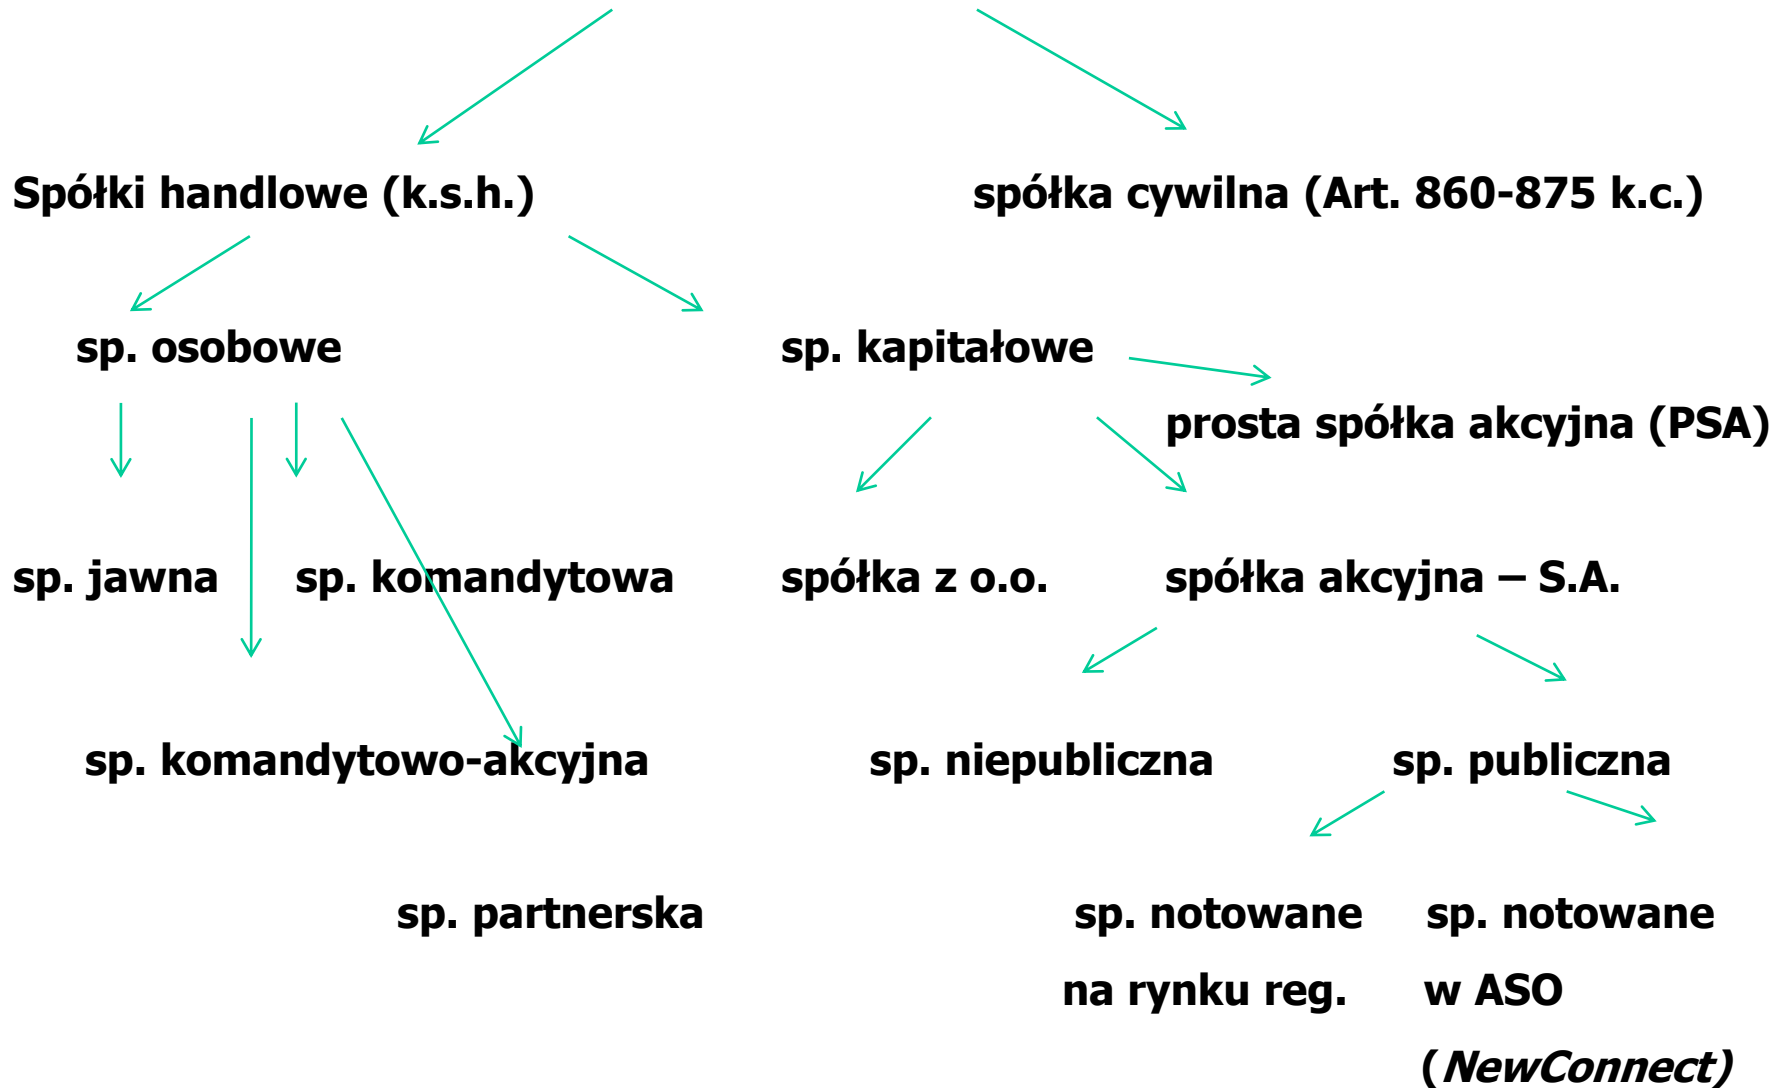 Spółki handlowe (k.s.h.) spółka cywilna (Art. 860-875 k.c.)
sp. osobowe sp. kapitałowe
prosta spółka akcyjna (PSA)
sp. jawna sp. komandytowa spółka z o.o. spółka akcyjna – S.A.
sp. komandytowo-akcyjna sp. niepubliczna sp. publiczna
sp. partnerska sp. notowane sp. notowane
na rynku reg. w ASO
(NewConnect)